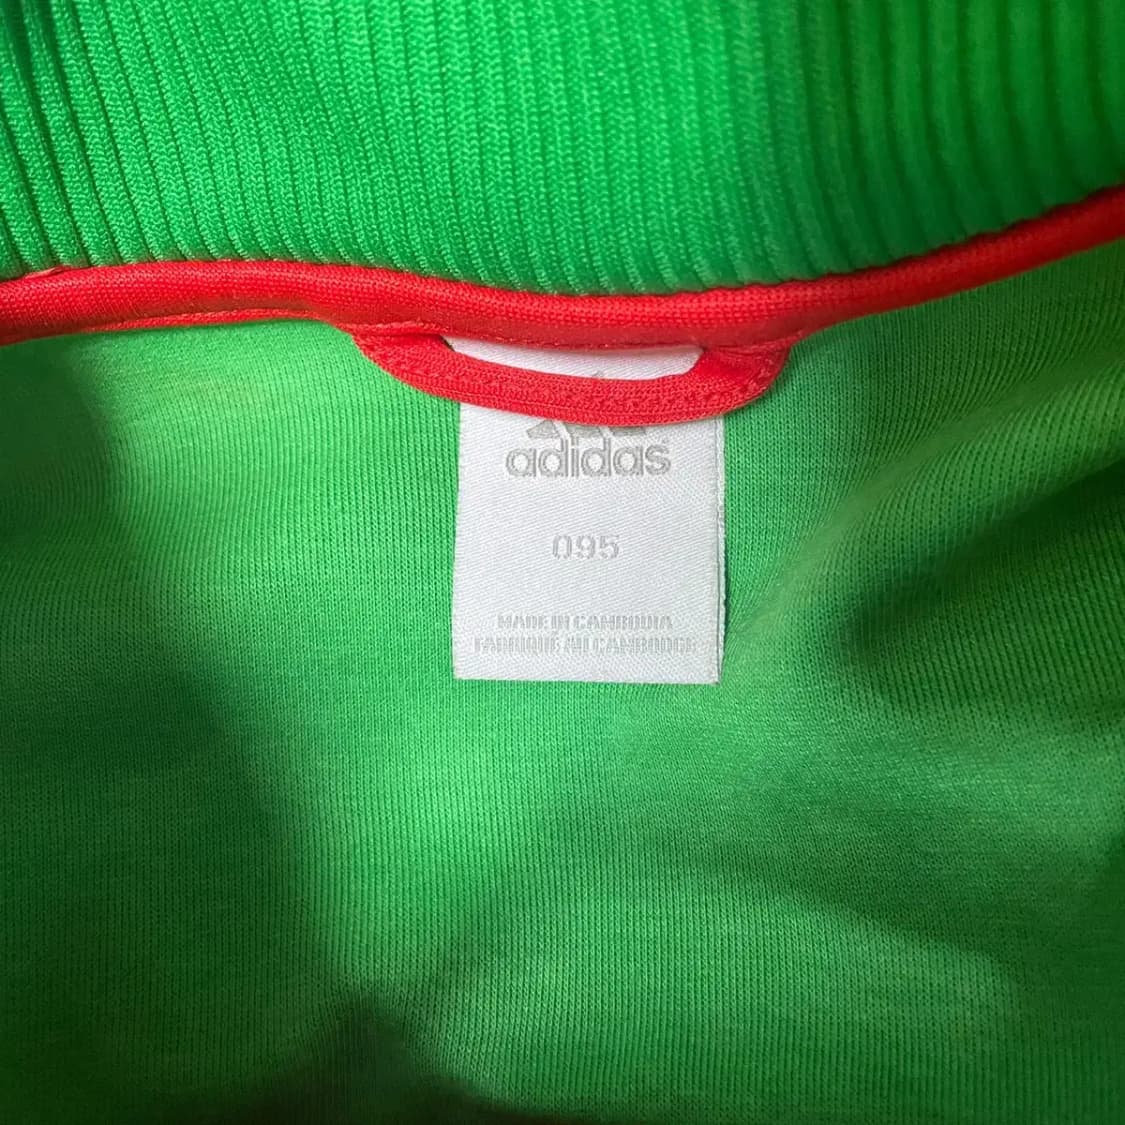 adidas
095
MADE IN CAMBODIA
FABRIQUÉ AU CAMBODGE